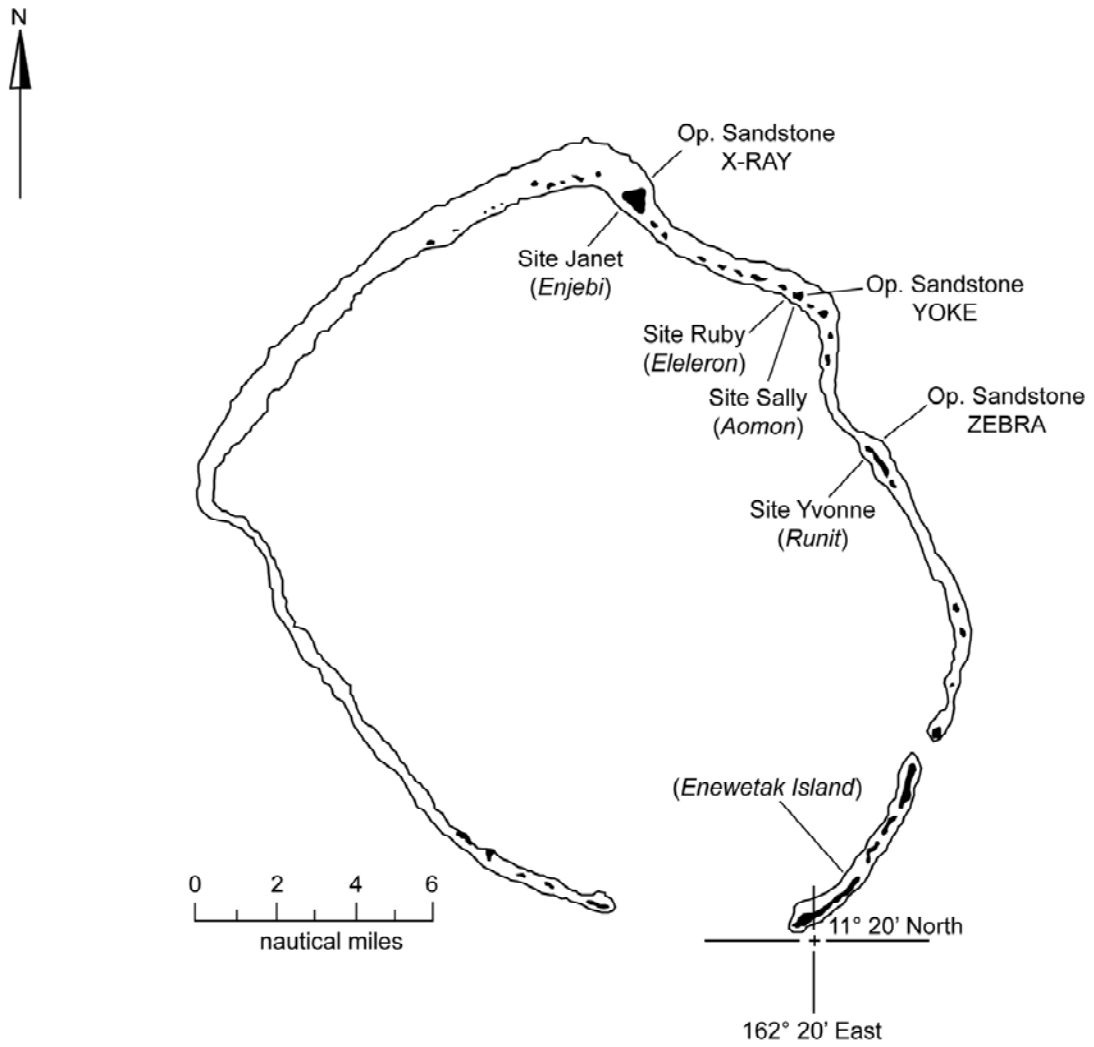 N
Op. Sandstone
X-RAY
Site Janet
(Enjebi)
Op. Sandstone
YOKE
Site Ruby
(Eleleron)
Site Sally
(Aomon)
Op. Sandstone
ZEBRA
Site Yvonne
(Runit)
(Enewetak Island)
0 2 4 6
nautical miles
11° 20’ North
162° 20’ East